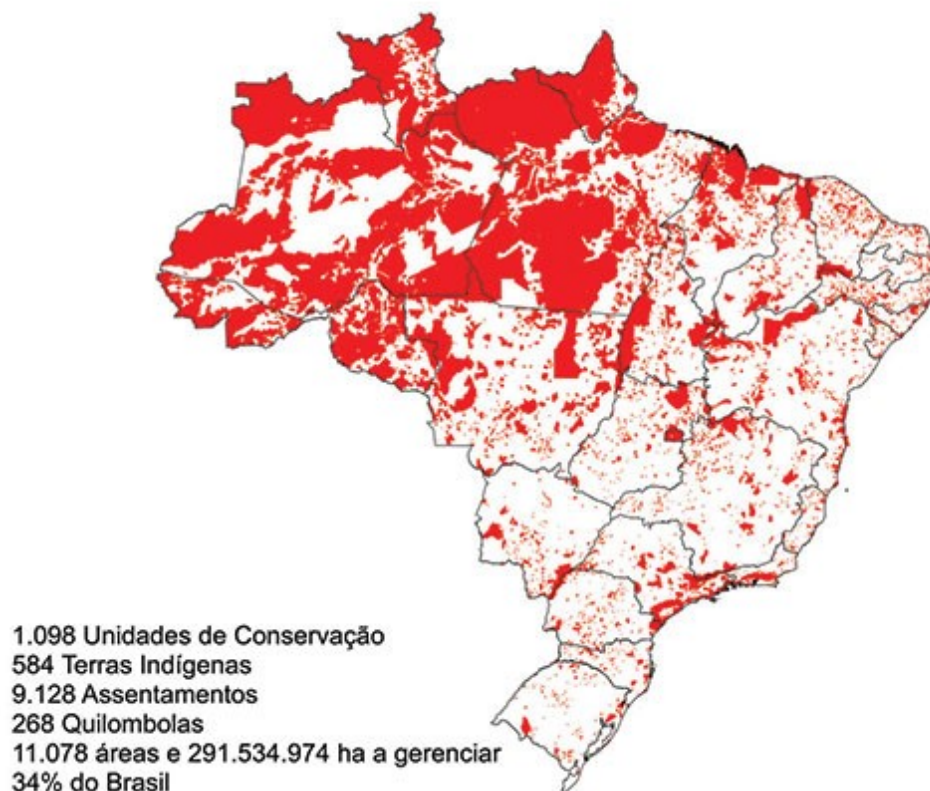 1.098 Unidades de Conservação
584 Terras Indígenas
9.128 Assentamentos
268 Quilombolas
11.078 áreas e 291.534.974 ha a gerenciar
34% do Brasil